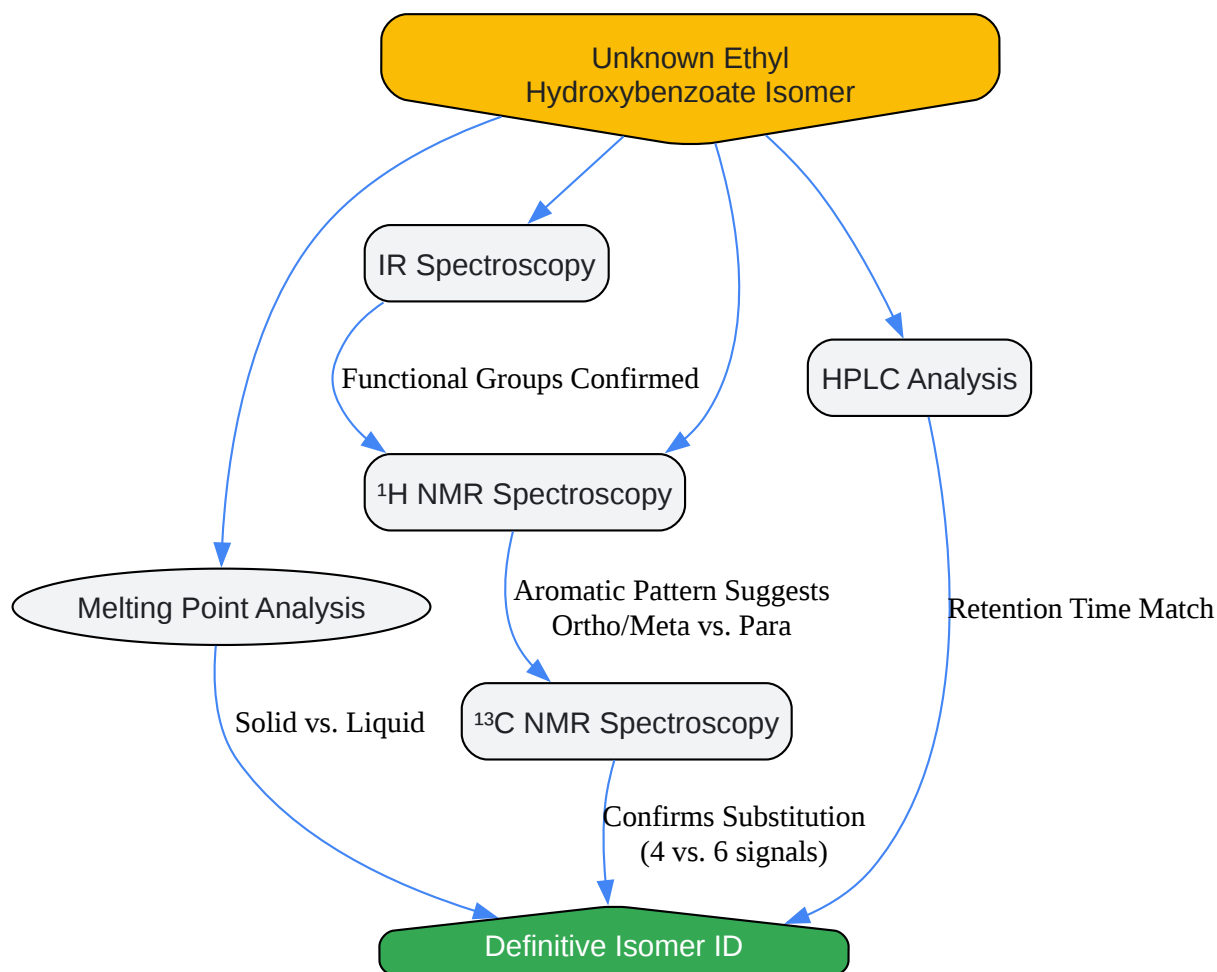 Unknown Ethyl
Hydroxybenzoate Isomer
IR Spectroscopy
Functional Groups Confirmed
HPLC Analysis
¹H NMR Spectroscopy
Melting Point Analysis
Aromatic Pattern Suggests
Ortho/Meta vs. Para
Retention Time Match
Solid vs. Liquid
¹³C NMR Spectroscopy
Confirms Substitution
(4 vs. 6 signals)
Definitive Isomer ID